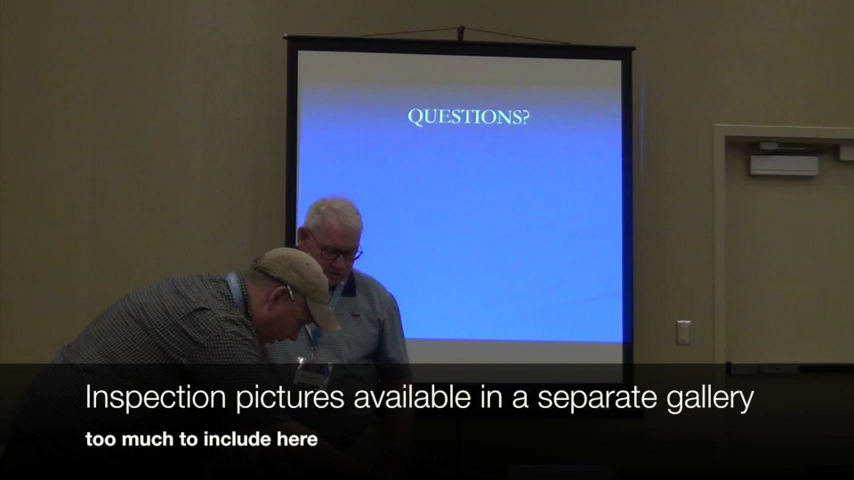 QUESTIONS?
Inspection pictures available in a separate gallery
too much to include here